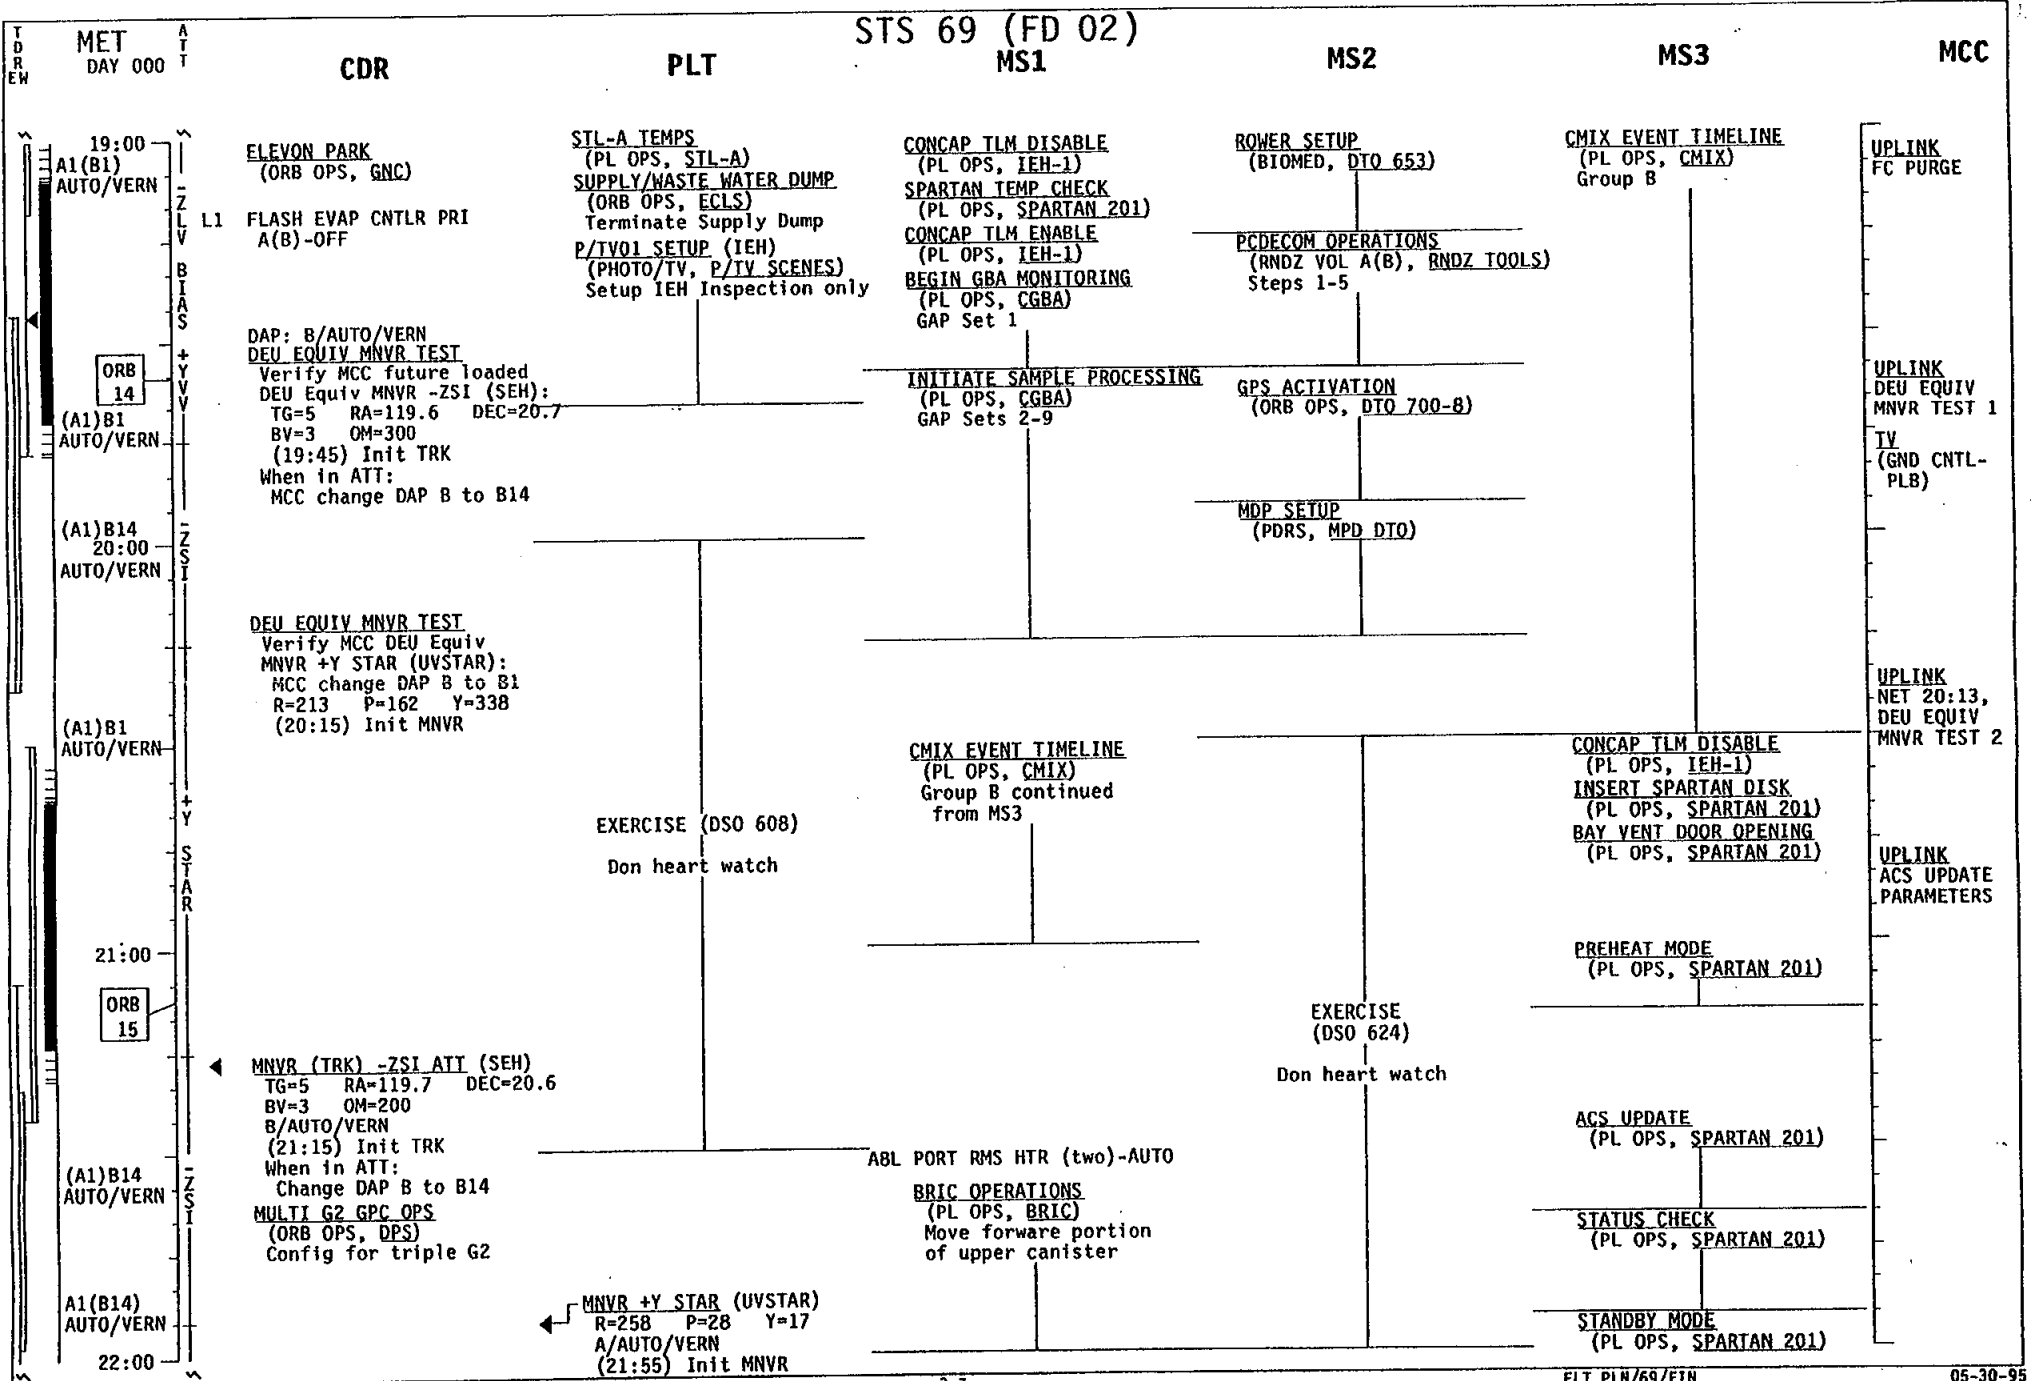 STS 69 (FD 02)
TDREW
MET
DAY 000
ATT
CDR
PLT
MS1
MS2
MS3
MCC
19:00
A1(B1)
AUTO/VERN
ORB
14
(A1)B1
AUTO/VERN
(A1)B14
20:00
AUTO/VERN
(A1)B1
AUTO/VERN
21:00
ORB
15
(A1)B14
AUTO/VERN
A1(B14)
AUTO/VERN
22:00
-ZLV BIAS +YVV
-ZSI
+Y STAR
-ZSI
ELEVON PARK
(ORB OPS, GNC)
L1 FLASH EVAP CNTLR PRI
A(B)-OFF
DAP: B/AUTO/VERN
DEU EQUIV MNVR TEST
Verify MCC future loaded
DEU Equiv MNVR -ZSI (SEH):
TG=5 RA=119.6 DEC=20.7
BV=3 OM=300
(19:45) Init TRK
When in ATT:
MCC change DAP B to B14
DEU EQUIV MNVR TEST
Verify MCC DEU Equiv
MNVR +Y STAR (UVSTAR):
MCC change DAP B to B1
R=213 P=162 Y=338
(20:15) Init MNVR
MNVR (TRK) -ZSI ATT (SEH)
TG=5 RA=119.7 DEC=20.6
BV=3 OM=200
B/AUTO/VERN
(21:15) Init TRK
When in ATT:
Change DAP B to B14
MULTI G2 GPC OPS
(ORB OPS, DPS)
Config for triple G2
STL-A TEMPS
(PL OPS, STL-A)
SUPPLY/WASTE WATER DUMP
(ORB OPS, ECLS)
Terminate Supply Dump
P/TV01 SETUP (IEH)
(PHOTO/TV, P/TV SCENES)
Setup IEH Inspection only
EXERCISE (DSO 608)
Don heart watch
MNVR +Y STAR (UVSTAR)
R=258 P=28 Y=17
A/AUTO/VERN
(21:55) Init MNVR
CONCAP TLM DISABLE
(PL OPS, IEH-1)
SPARTAN TEMP CHECK
(PL OPS, SPARTAN 201)
CONCAP TLM ENABLE
(PL OPS, IEH-1)
BEGIN GBA MONITORING
(PL OPS, CGBA)
GAP Set 1
INITIATE SAMPLE PROCESSING
(PL OPS, CGBA)
GAP Sets 2-9
CMIX EVENT TIMELINE
(PL OPS, CMIX)
Group B continued
from MS3
ABL PORT RMS HTR (two)-AUTO
BRIC OPERATIONS
(PL OPS, BRIC)
Move forware portion
of upper canister
ROWER SETUP
(BIOMED, DTO 653)
PCDECOM OPERATIONS
(RNDZ VOL A(B), RNDZ TOOLS)
Steps 1-5
GPS ACTIVATION
(ORB OPS, DTO 700-8)
MDP SETUP
(PDRS, MPD DTO)
EXERCISE
(DSO 624)
Don heart watch
CMIX EVENT TIMELINE
(PL OPS, CMIX)
Group B
CONCAP TLM DISABLE
(PL OPS, IEH-1)
INSERT SPARTAN DISK
(PL OPS, SPARTAN 201)
BAY VENT DOOR OPENING
(PL OPS, SPARTAN 201)
PREHEAT MODE
(PL OPS, SPARTAN 201)
ACS UPDATE
(PL OPS, SPARTAN 201)
STATUS CHECK
(PL OPS, SPARTAN 201)
STANDBY MODE
(PL OPS, SPARTAN 201)
UPLINK
FC PURGE
UPLINK
DEU EQUIV
MNVR TEST 1
TV
(GND CNTL-
PLB)
UPLINK
NET 20:13,
DEU EQUIV
MNVR TEST 2
UPLINK
ACS UPDATE
PARAMETERS
FLT PLN/69/FIN
05-30-95